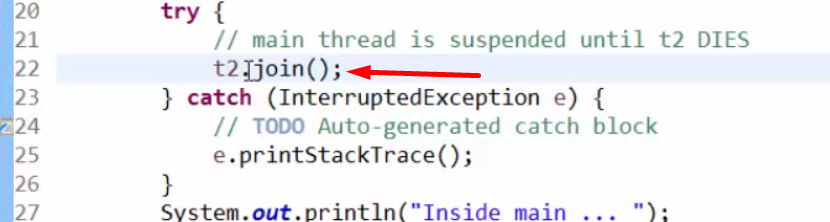 20 try {
21 // main thread is suspended until t2 DIES
22 t2.join();
23 } catch (InterruptedException e) {
24 // TODO Auto-generated catch block
25 e.printStackTrace();
26 }
27 System.out.println("Inside main ... ");